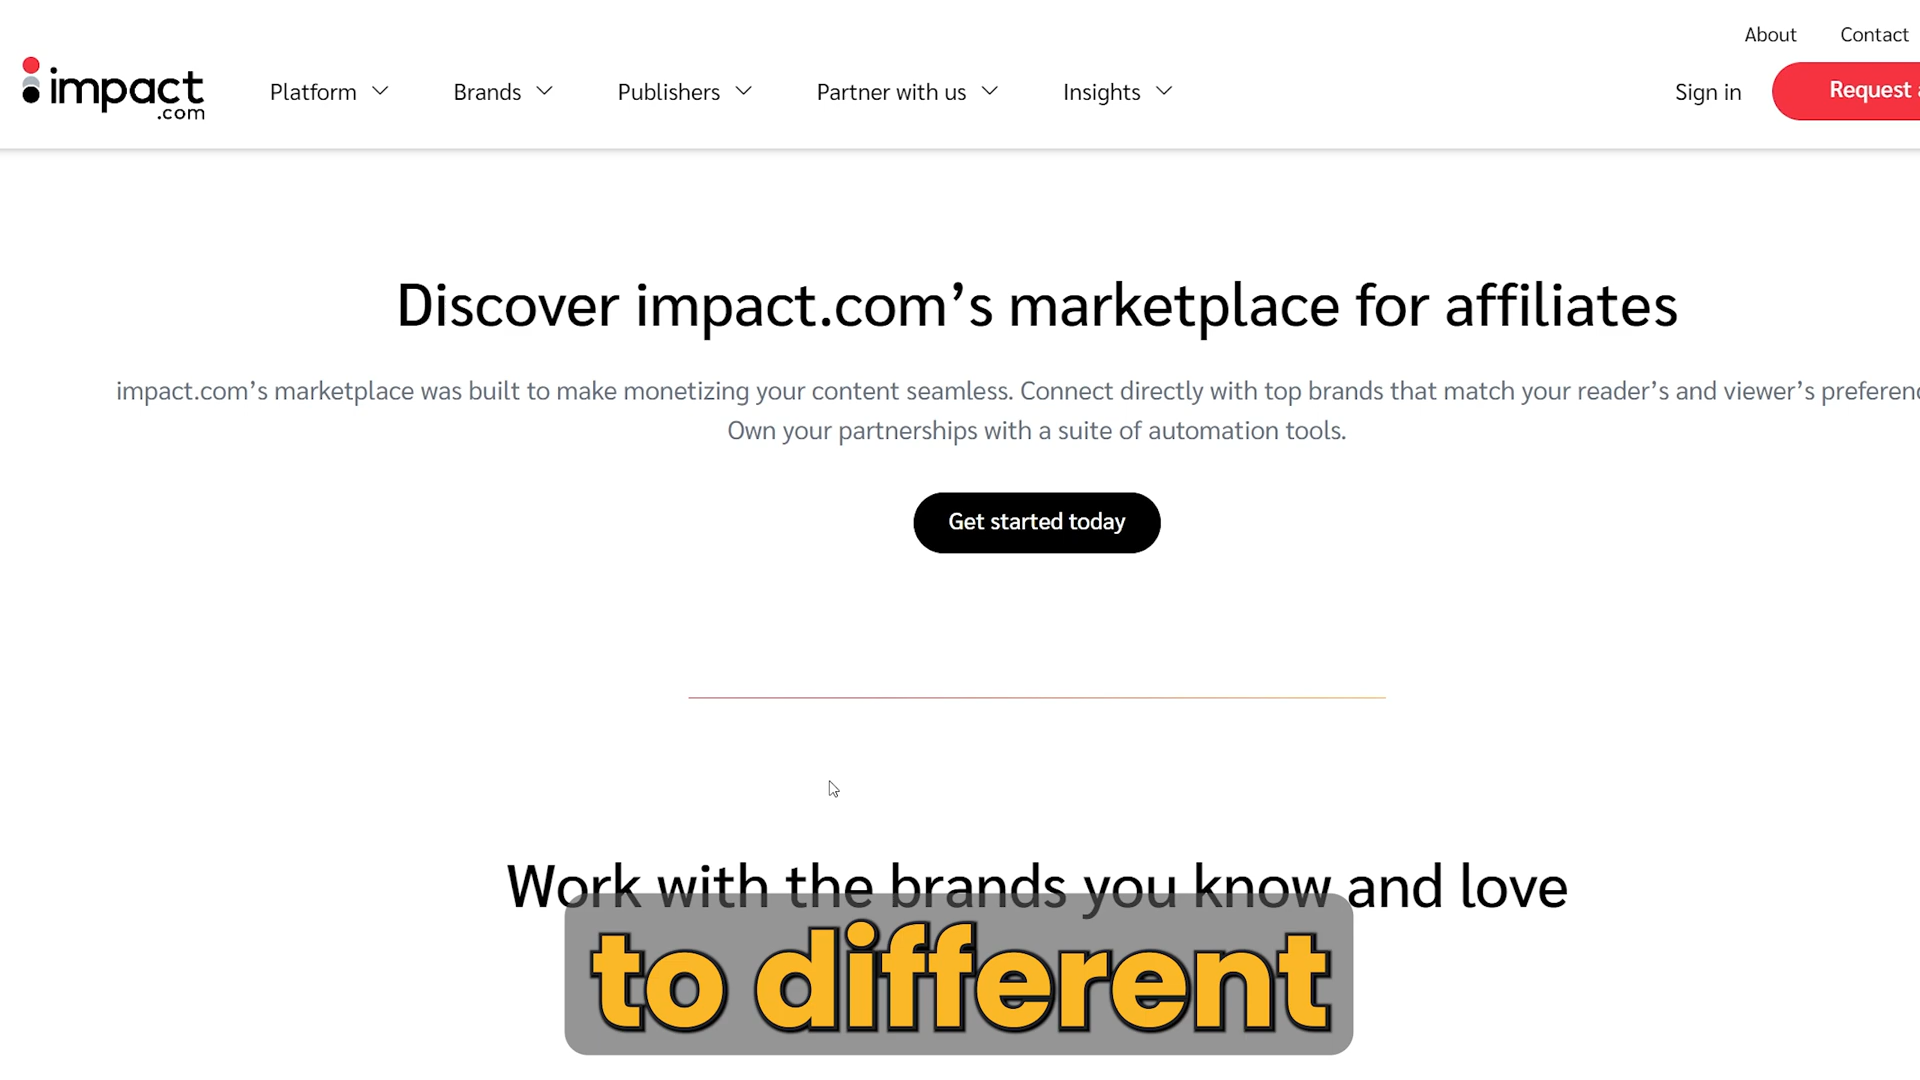 About Contact
impact
.com
Platform Brands Publishers Partner with us Insights Sign in Request
Discover impact.com’s marketplace for affiliates
impact.com’s marketplace was built to make monetizing your content seamless. Connect directly with top brands that match your reader’s and viewer’s
Own your partnerships with a suite of automation tools.
Get started today
Work with the brands you know and love
to different